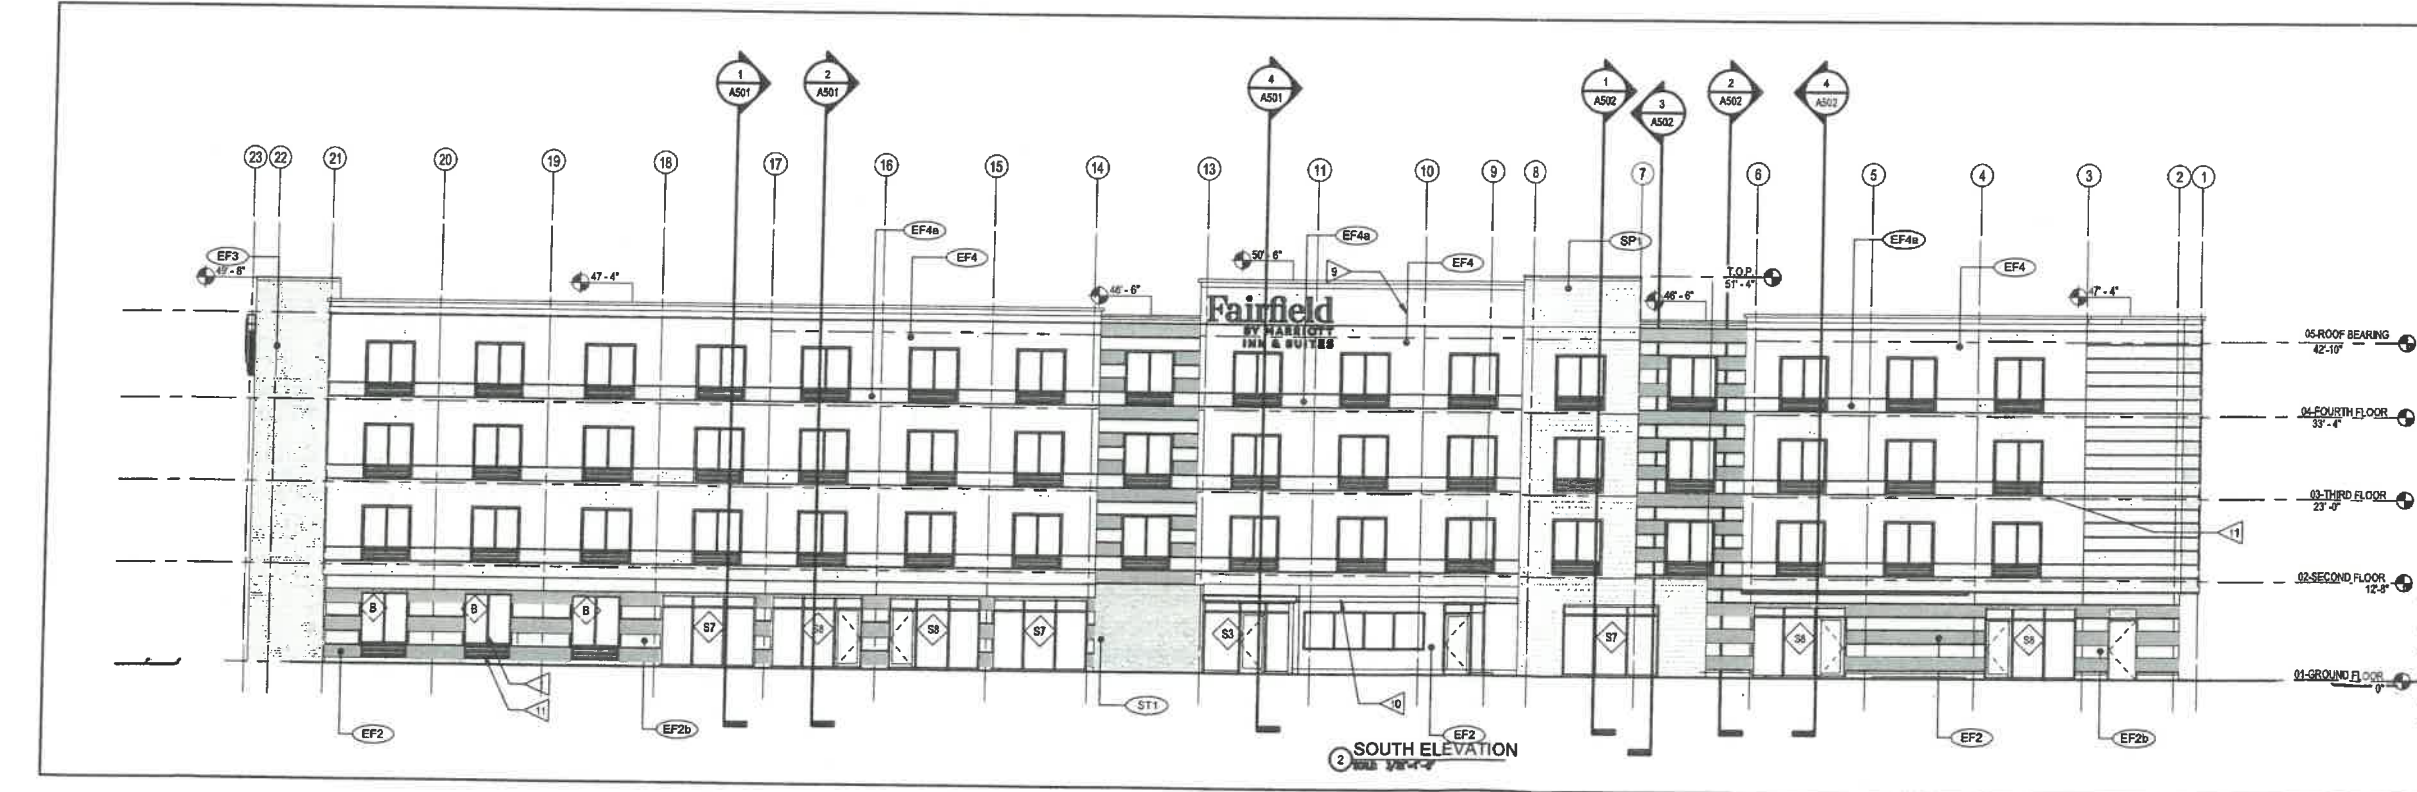 1
A501
2
A501
4
A501
1
A502
3
A502
2
A502
4
A502
23
22
21
20
19
18
17
16
15
14
13
11
10
9
8
7
6
5
4
3
2
1
EF3
49' - 8"
47' - 4"
EF4a
EF4
46' - 6"
50' - 6"
EF4a
9
EF4
SP1
46' - 6"
T.O.P.
51' - 4"
EF4a
EF4
47' - 4"
Fairfield
BY MARRIOTT
INN & SUITES
05-ROOF BEARING
42'-10"
04-FOURTH FLOOR
33' - 4"
03-THIRD FLOOR
23' -0"
11
02-SECOND FLOOR
12'-8"
B
B
B
S7
S8
S8
S7
S3
S7
S8
S8
01-GROUND FLOOR
0"
11
10
ST1
EF2
EF2b
EF2
EF2
EF2b
2
SOUTH ELEVATION